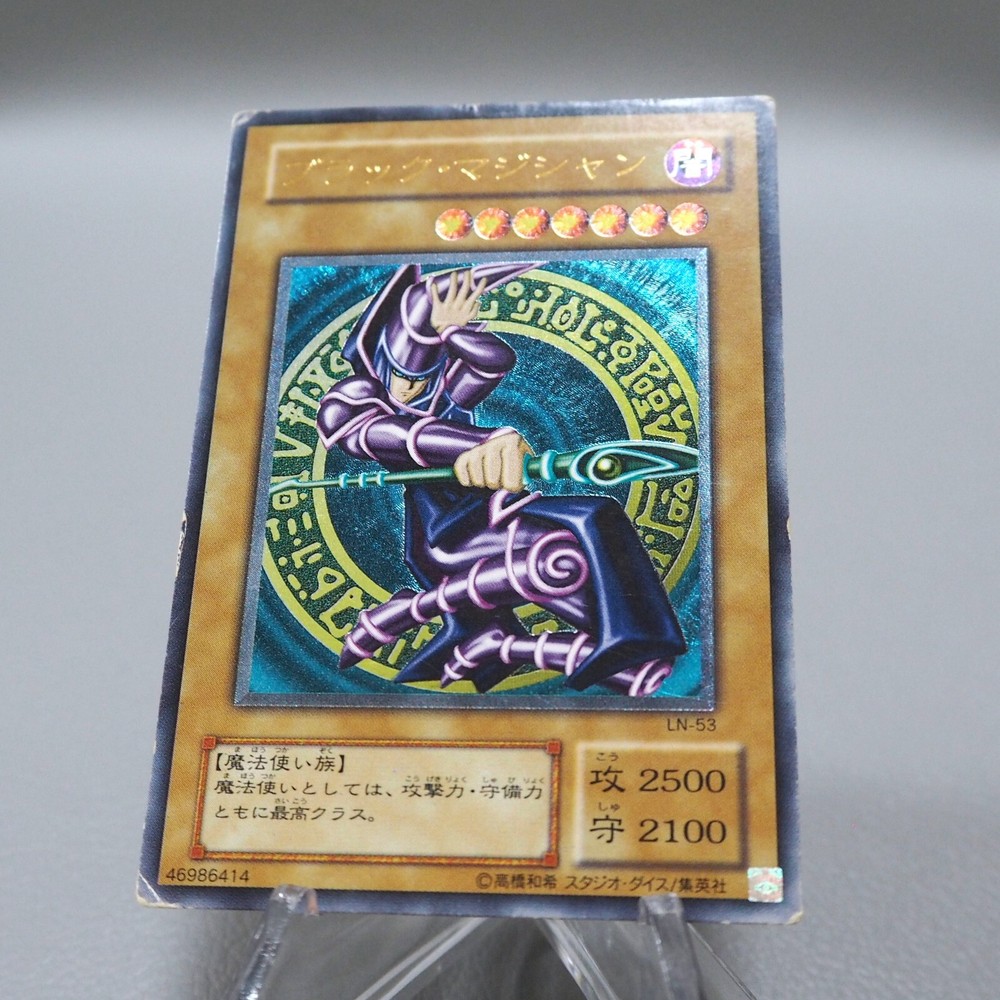 ブラック・マジシャン
闇
LN-53
【魔法使い族】
魔法使いとしては、攻撃力・守備力
ともに最高クラス。
攻 2500
守 2100
46986414
©高橋和希 スタジオ・ダイス/集英社